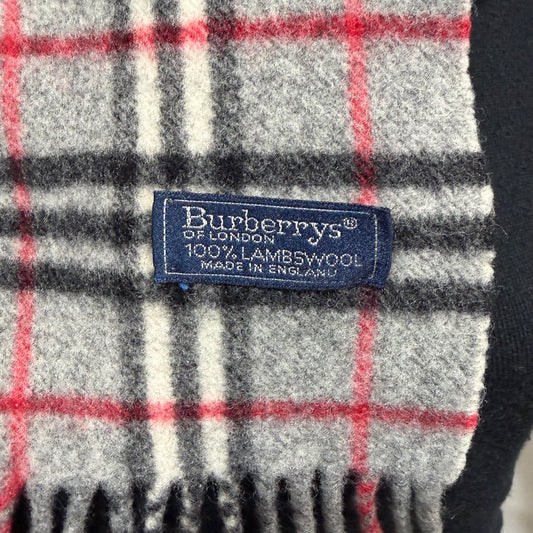 Burberrys®
OF LONDON
100% LAMBSWOOL
MADE IN ENGLAND